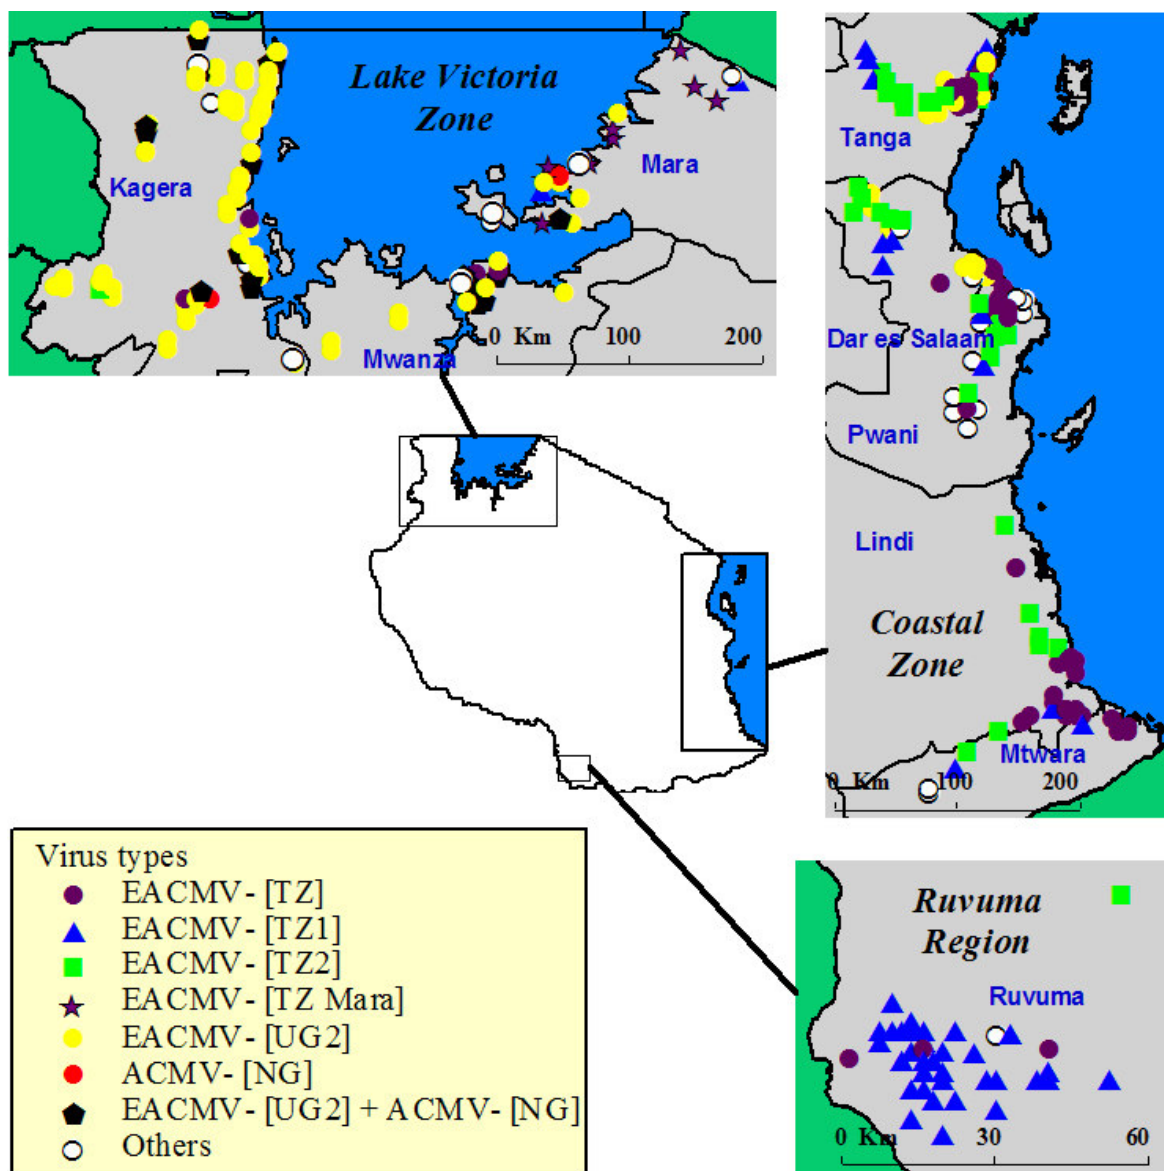 Lake Victoria
Zone
Kagera
Mara
Mwanza
0 Km 100 200
Tanga
Dar es Salaam
Pwani
Lindi
Coastal
Zone
Mtwara
0 Km 100 200
Virus types
EACMV- [TZ]
EACMV- [TZ1]
EACMV- [TZ2]
EACMV- [TZ Mara]
EACMV- [UG2]
ACMV- [NG]
EACMV- [UG2] + ACMV- [NG]
Others
Ruvuma
Region
Ruvuma
0 Km 30 60